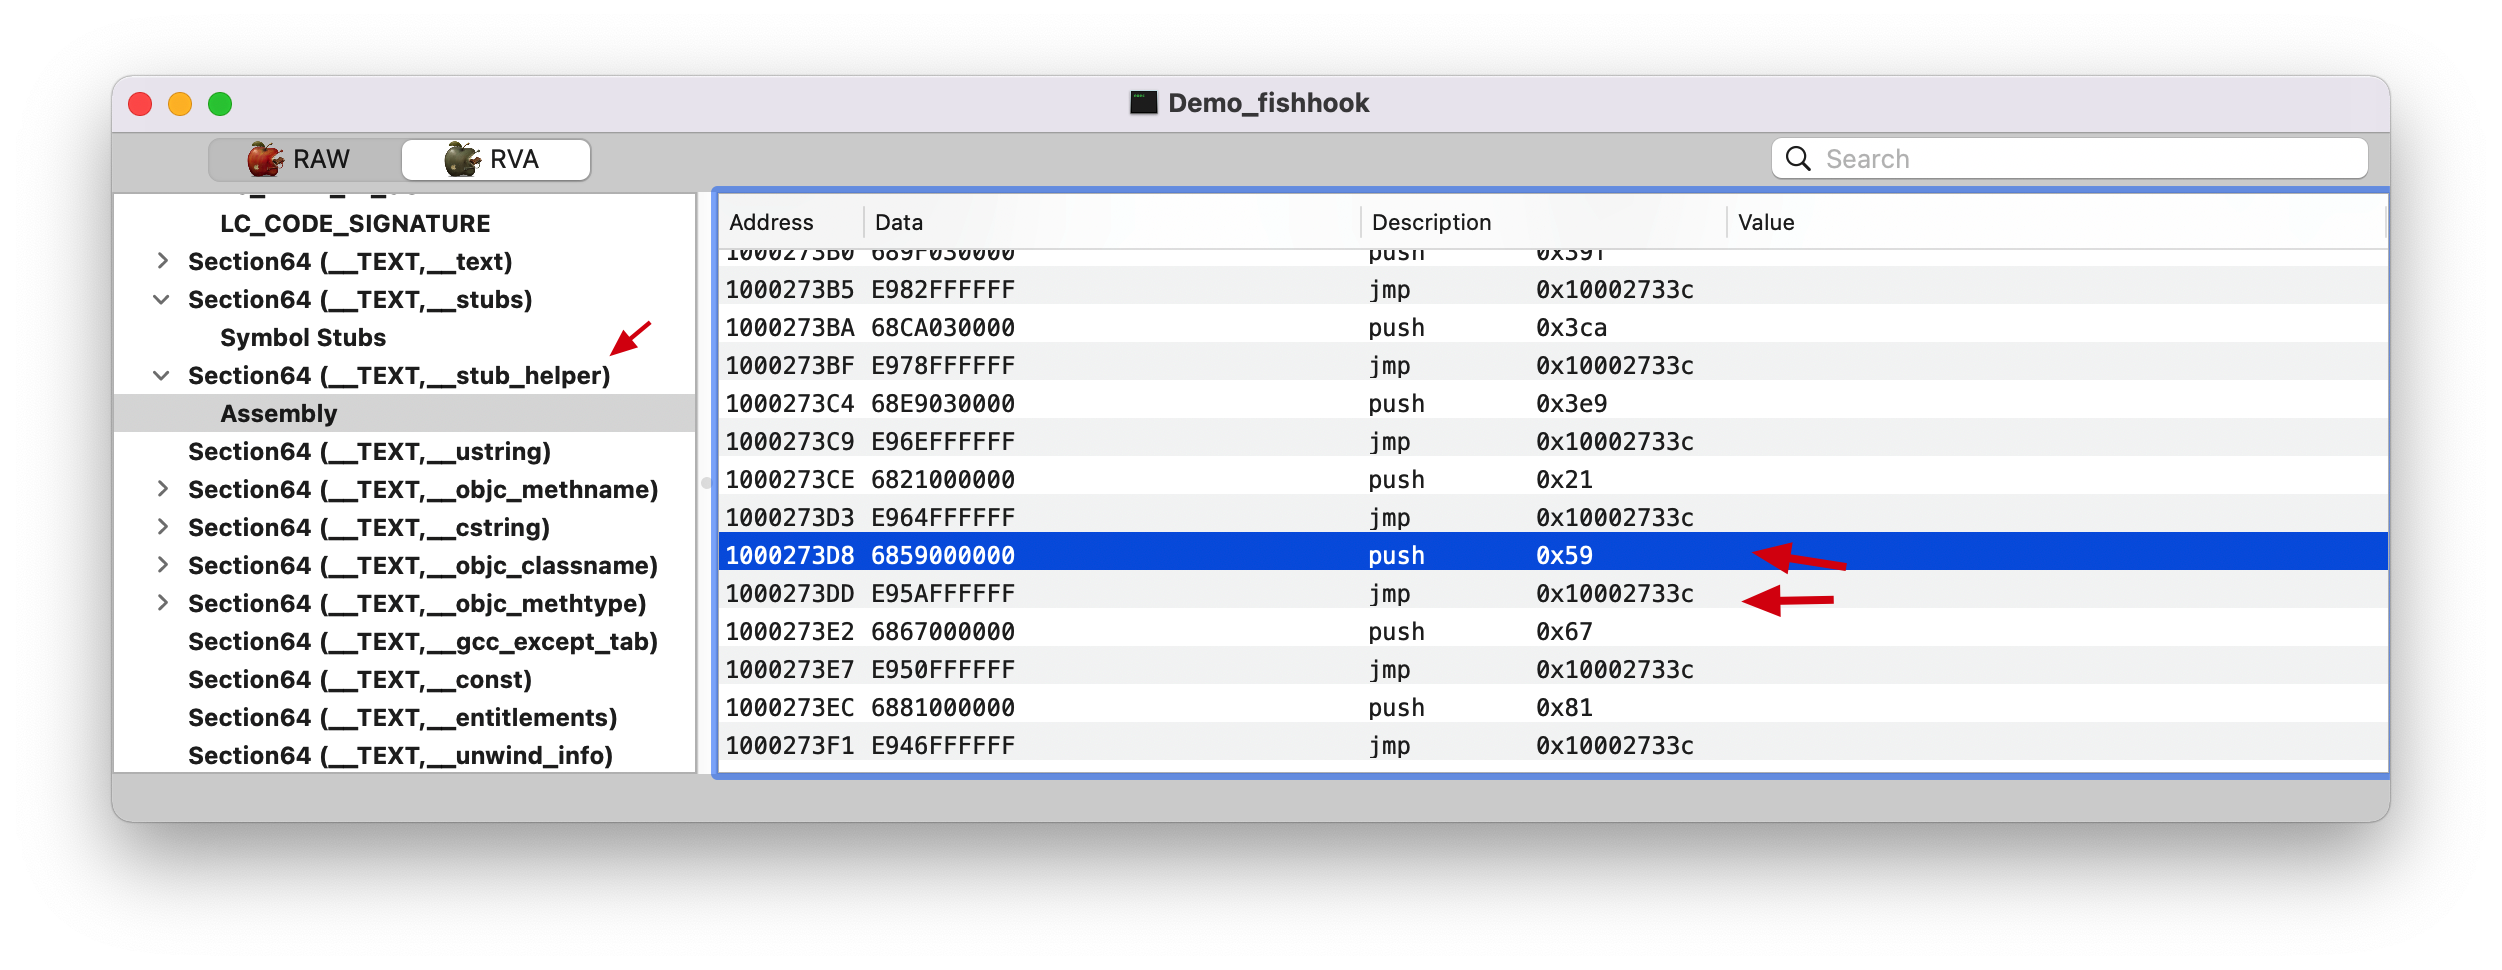 Demo_fishhook
RAW
RVA
Search
LC_CODE_SIGNATURE
Section64 (__TEXT,__text)
Section64 (__TEXT,__stubs)
Symbol Stubs
Section64 (__TEXT,__stub_helper)
Assembly
Section64 (__TEXT,__ustring)
Section64 (__TEXT,__objc_methname)
Section64 (__TEXT,__cstring)
Section64 (__TEXT,__objc_classname)
Section64 (__TEXT,__objc_methtype)
Section64 (__TEXT,__gcc_except_tab)
Section64 (__TEXT,__const)
Section64 (__TEXT,__entitlements)
Section64 (__TEXT,__unwind_info)
Address Data Description Value
1000273B0 689F030000 push 0x39f
1000273B5 E982FFFFFF jmp 0x10002733c
1000273BA 68CA030000 push 0x3ca
1000273BF E978FFFFFF jmp 0x10002733c
1000273C4 68E9030000 push 0x3e9
1000273C9 E96EFFFFFF jmp 0x10002733c
1000273CE 6821000000 push 0x21
1000273D3 E964FFFFFF jmp 0x10002733c
1000273D8 6859000000 push 0x59
1000273DD E95AFFFFFF jmp 0x10002733c
1000273E2 6867000000 push 0x67
1000273E7 E950FFFFFF jmp 0x10002733c
1000273EC 6881000000 push 0x81
1000273F1 E946FFFFFF jmp 0x10002733c